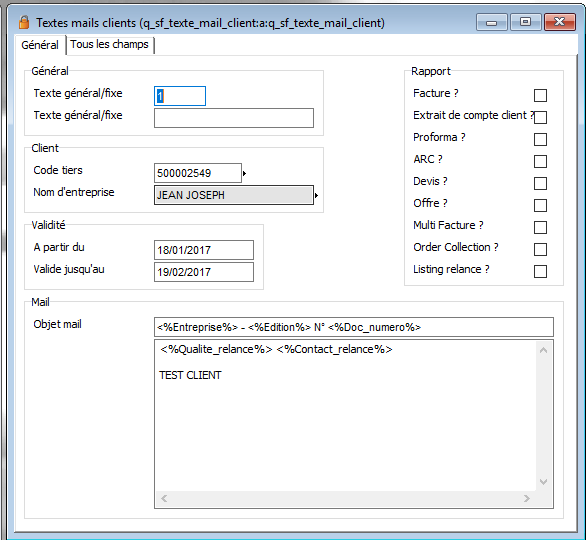 Textes mails clients (q_sf_texte_mail_client:a:q_sf_texte_mail_client)
Général
Tous les champs
Général
Texte général/fixe
1
Texte général/fixe
Client
Code tiers
500002549
Nom d'entreprise
JEAN JOSEPH
Validité
A partir du
18/01/2017
Valide jusqu'au
19/02/2017
Rapport
Facture ?
Extrait de compte client ?
Proforma ?
ARC ?
Devis ?
Offre ?
Multi Facture ?
Order Collection ?
Listing relance ?
Mail
Objet mail
<%Entreprise%> - <%Edition%> N° <%Doc_numero%>
<%Qualite_relance%> <%Contact_relance%>
TEST CLIENT